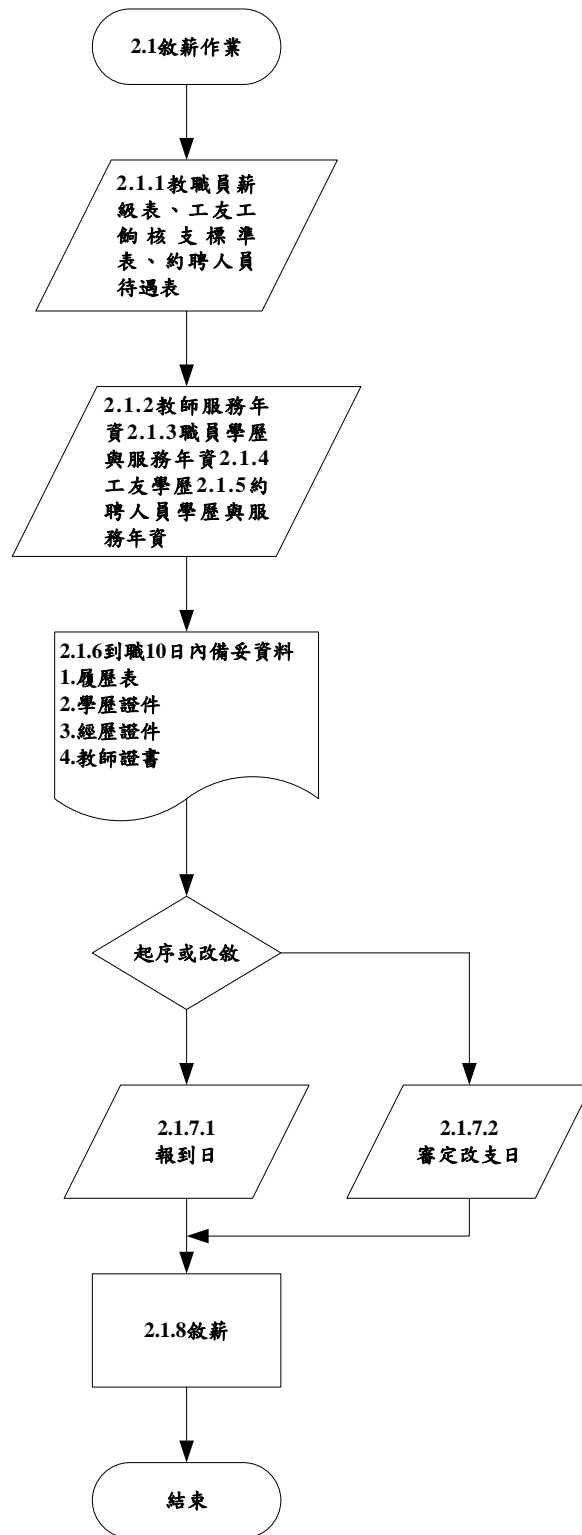 2.1敘薪作業
2.1.1教職員薪
級表、工友工
餉核支標準
表、約聘人員
待遇表
2.1.2教師服務年
資2.1.3職員學歷
與服務年資2.1.4
工友學歷2.1.5約
聘人員學歷與服
務年資
2.1.6到職10日內備妥資料
1.履歷表
2.學歷證件
3.經歷證件
4.教師證書
起序或改敘
2.1.7.1
報到日
2.1.7.2
審定改支日
2.1.8敘薪
結束